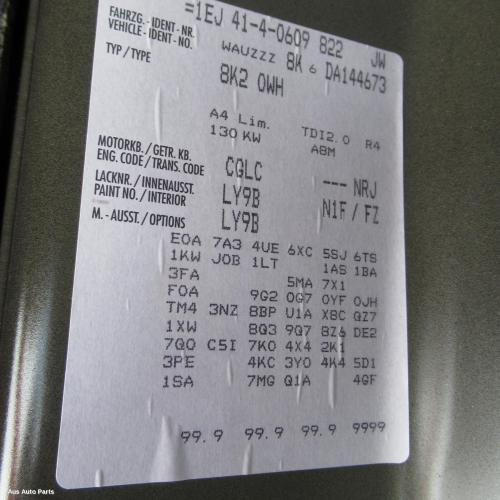 =1EJ 41-4-0609 822 JW
FAHRZG.-IDENT-NR.
VEHICLE-IDENT-NO. WAUZZZ 8K6 DA144673
TYP/TYPE 8K2 0WH
A4 Lim. TDI2.0 R4
130 KW A8M
MOTORKB./GETR. KB.
ENG. CODE/TRANS. CODE CGLC --- NRJ
LACKNR./INNENAUSST.
PAINT NO./INTERIOR LY9B N1F / FZ
M. - AUSST./OPTIONS LY9B
E0A 7A3 4UE 6XC 5SJ 6TS
1KW J0B 1LT 1AS 1BA
3FA 5MA 7X1
F0A 9G2 0G7 0YF 0JH
TM4 3NZ 8BP U1A X8C QZ7
1XW 8Q3 9Q7 8Z6 DE2
7Q0 C5I 7K0 4X4 2K1
3PE 4KC 3Y0 4K4 5D1
1SA 7MG Q1A 4GF
99.9 99.9 99.9 9999
Aus Auto Parts